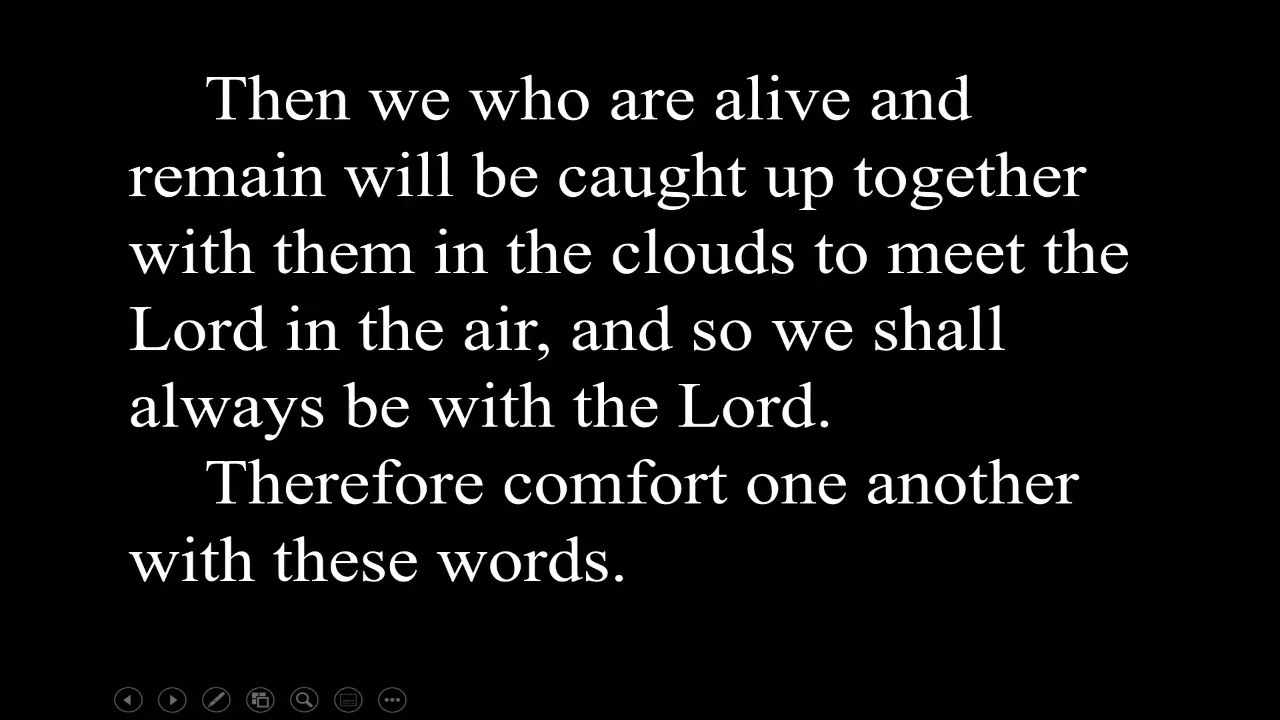 Then we who are alive and
remain will be caught up together
with them in the clouds to meet the
Lord in the air, and so we shall
always be with the Lord.
Therefore comfort one another
with these words.